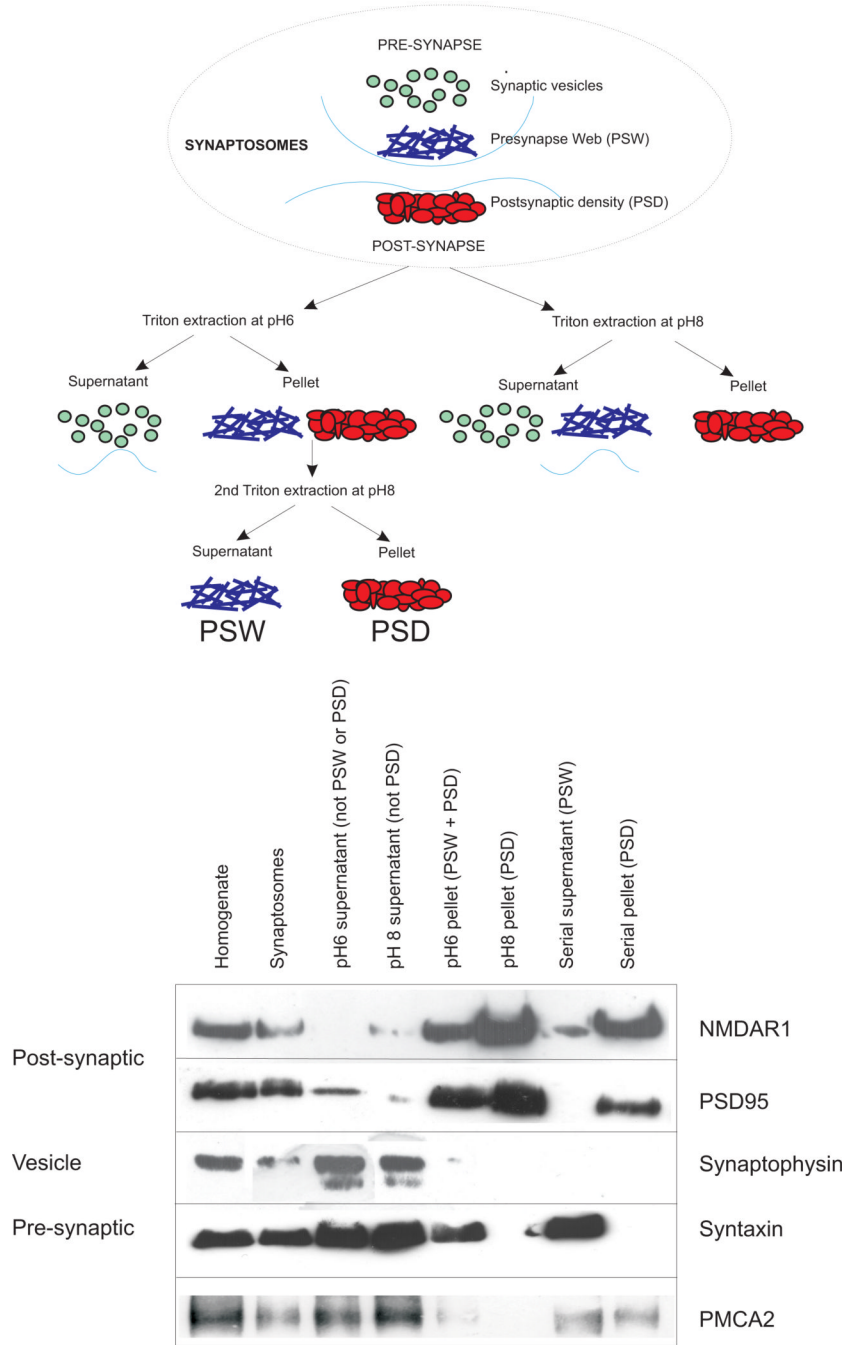 PRE-SYNAPSE
Synaptic vesicles
SYNAPTOSOMES
Presynapse Web (PSW)
Postsynaptic density (PSD)
POST-SYNAPSE
Triton extraction at pH6
Triton extraction at pH8
Supernatant
Pellet
Supernatant
Pellet
2nd Triton extraction at pH8
Supernatant
Pellet
PSW
PSD
Homogenate
Synaptosomes
pH6 supernatant (not PSW or PSD)
pH 8 supernatant (not PSD)
pH6 pellet (PSW + PSD)
pH8 pellet (PSD)
Serial supernatant (PSW)
Serial pellet (PSD)
Post-synaptic
NMDAR1
PSD95
Vesicle
Synaptophysin
Pre-synaptic
Syntaxin
PMCA2